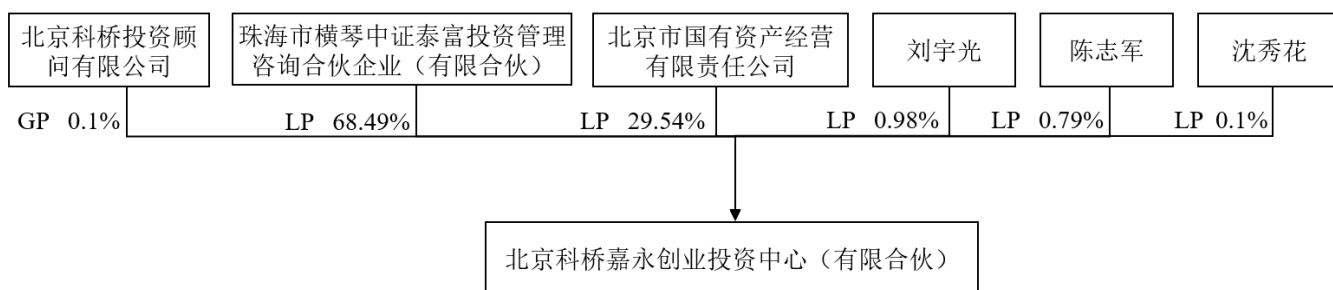 北京科桥投资顾
问有限公司
珠海市横琴中证泰富投资管理
咨询合伙企业（有限合伙）
北京市国有资产经营
有限责任公司
刘宇光
陈志军
沈秀花
GP 0.1%
LP 68.49%
LP 29.54%
LP 0.98%
LP 0.79%
LP 0.1%
北京科桥嘉永创业投资中心（有限合伙）